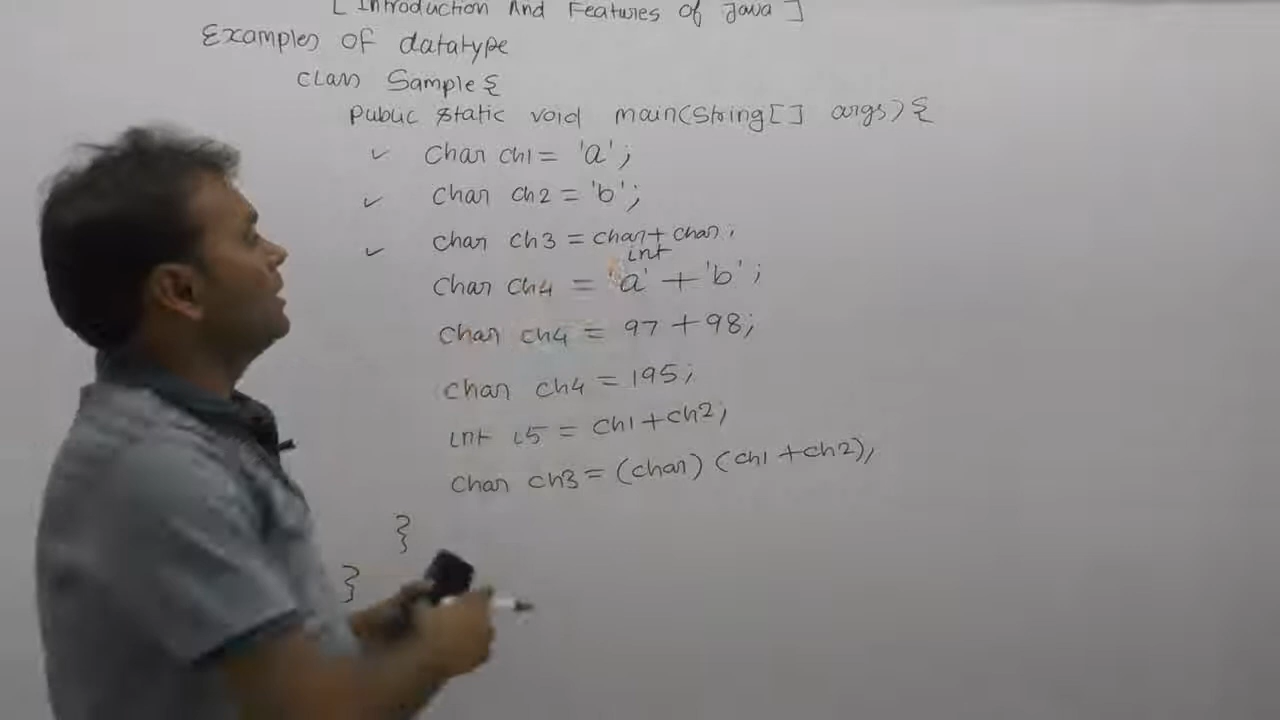 [ Introduction And Features of Java ]
Examples of datatype
class Sample {
public static void main(String[] args) {
char ch1 = 'a';
char ch2 = 'b';
char ch3 = char + char;
int
char ch4 = 'a' + 'b';
char ch4 = 97 + 98;
char ch4 = 195;
int i5 = ch1 + ch2;
char ch3 = (char) (ch1 + ch2);
}
}